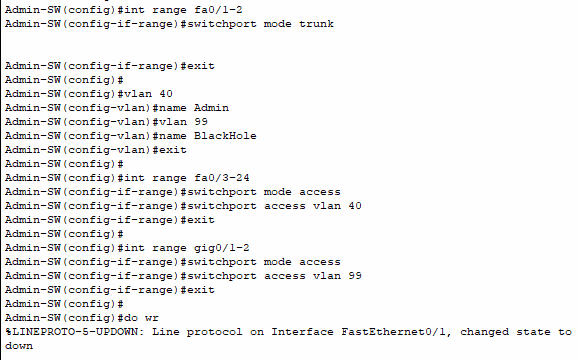 Admin-SW(config)#int range fa0/1-2
Admin-SW(config-if-range)#switchport mode trunk
Admin-SW(config-if-range)#exit
Admin-SW(config)#
Admin-SW(config)#vlan 40
Admin-SW(config-vlan)#name Admin
Admin-SW(config-vlan)#vlan 99
Admin-SW(config-vlan)#name BlackHole
Admin-SW(config-vlan)#exit
Admin-SW(config)#
Admin-SW(config)#int range fa0/3-24
Admin-SW(config-if-range)#switchport mode access
Admin-SW(config-if-range)#switchport access vlan 40
Admin-SW(config-if-range)#exit
Admin-SW(config)#
Admin-SW(config)#int range gig0/1-2
Admin-SW(config-if-range)#switchport mode access
Admin-SW(config-if-range)#switchport access vlan 99
Admin-SW(config-if-range)#exit
Admin-SW(config)#
Admin-SW(config)#do wr
%LINEPROTO-5-UPDOWN: Line protocol on Interface FastEthernet0/1, changed state to
down